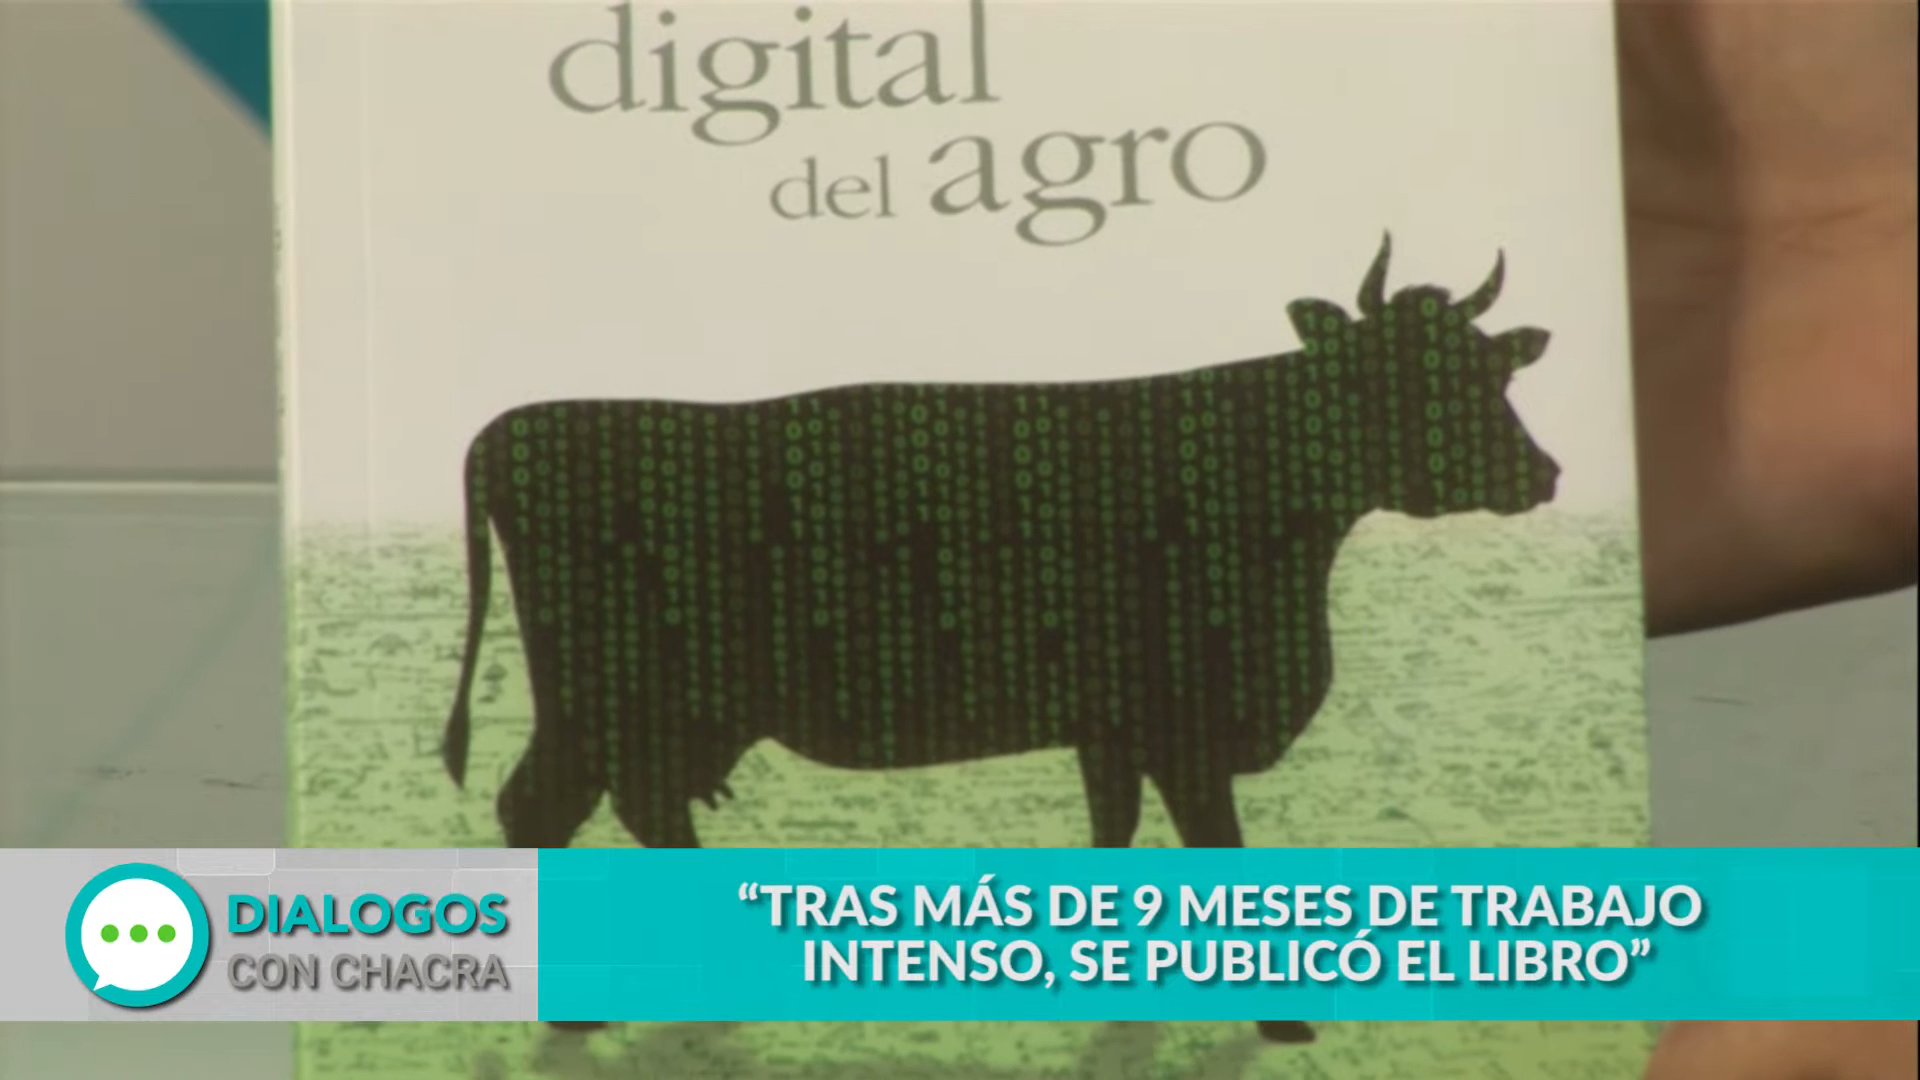 digital
del agro
DIALOGOS
CON CHACRA
“TRAS MÁS DE 9 MESES DE TRABAJO
INTENSO, SE PUBLICÓ EL LIBRO”